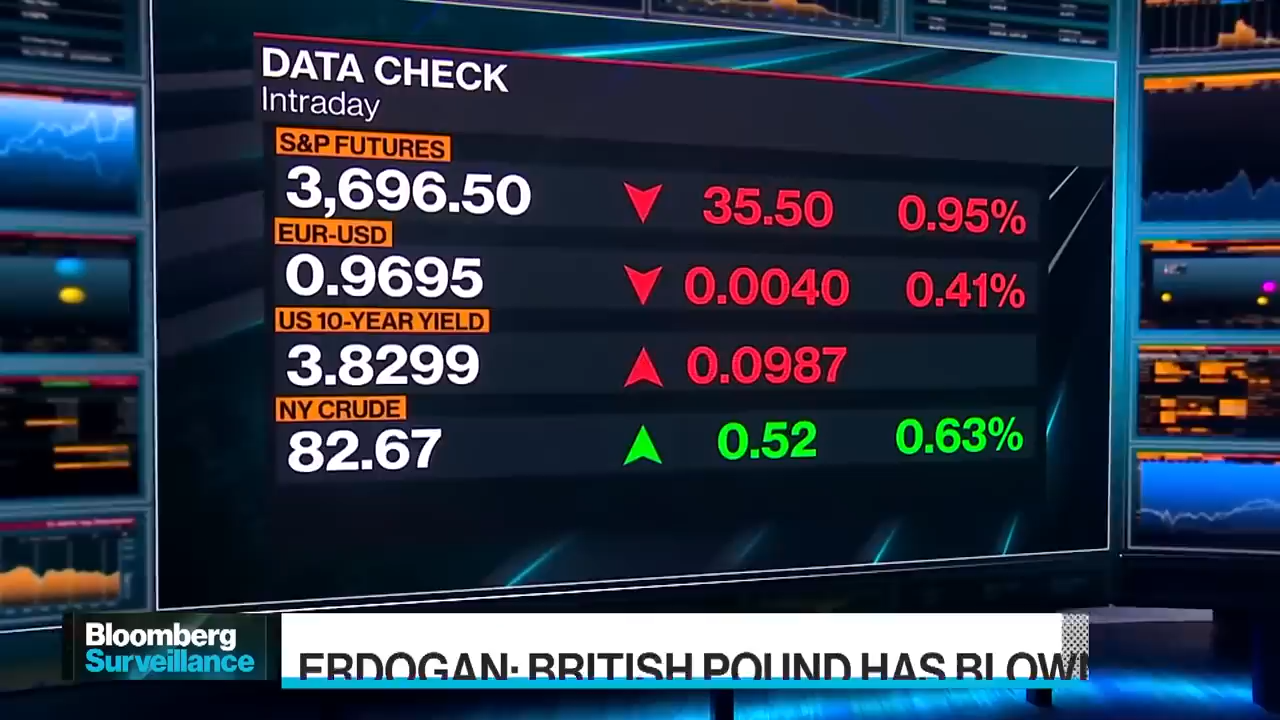 DATA CHECK
Intraday
S&P FUTURES
3,696.50 ▼ 35.50 0.95%
EUR-USD
0.9695 ▼ 0.0040 0.41%
US 10-YEAR YIELD
3.8299 ▲ 0.0987
NY CRUDE
82.67 ▲ 0.52 0.63%
Bloomberg
Surveillance
ERDOGAN: BRITISH POUND HAS